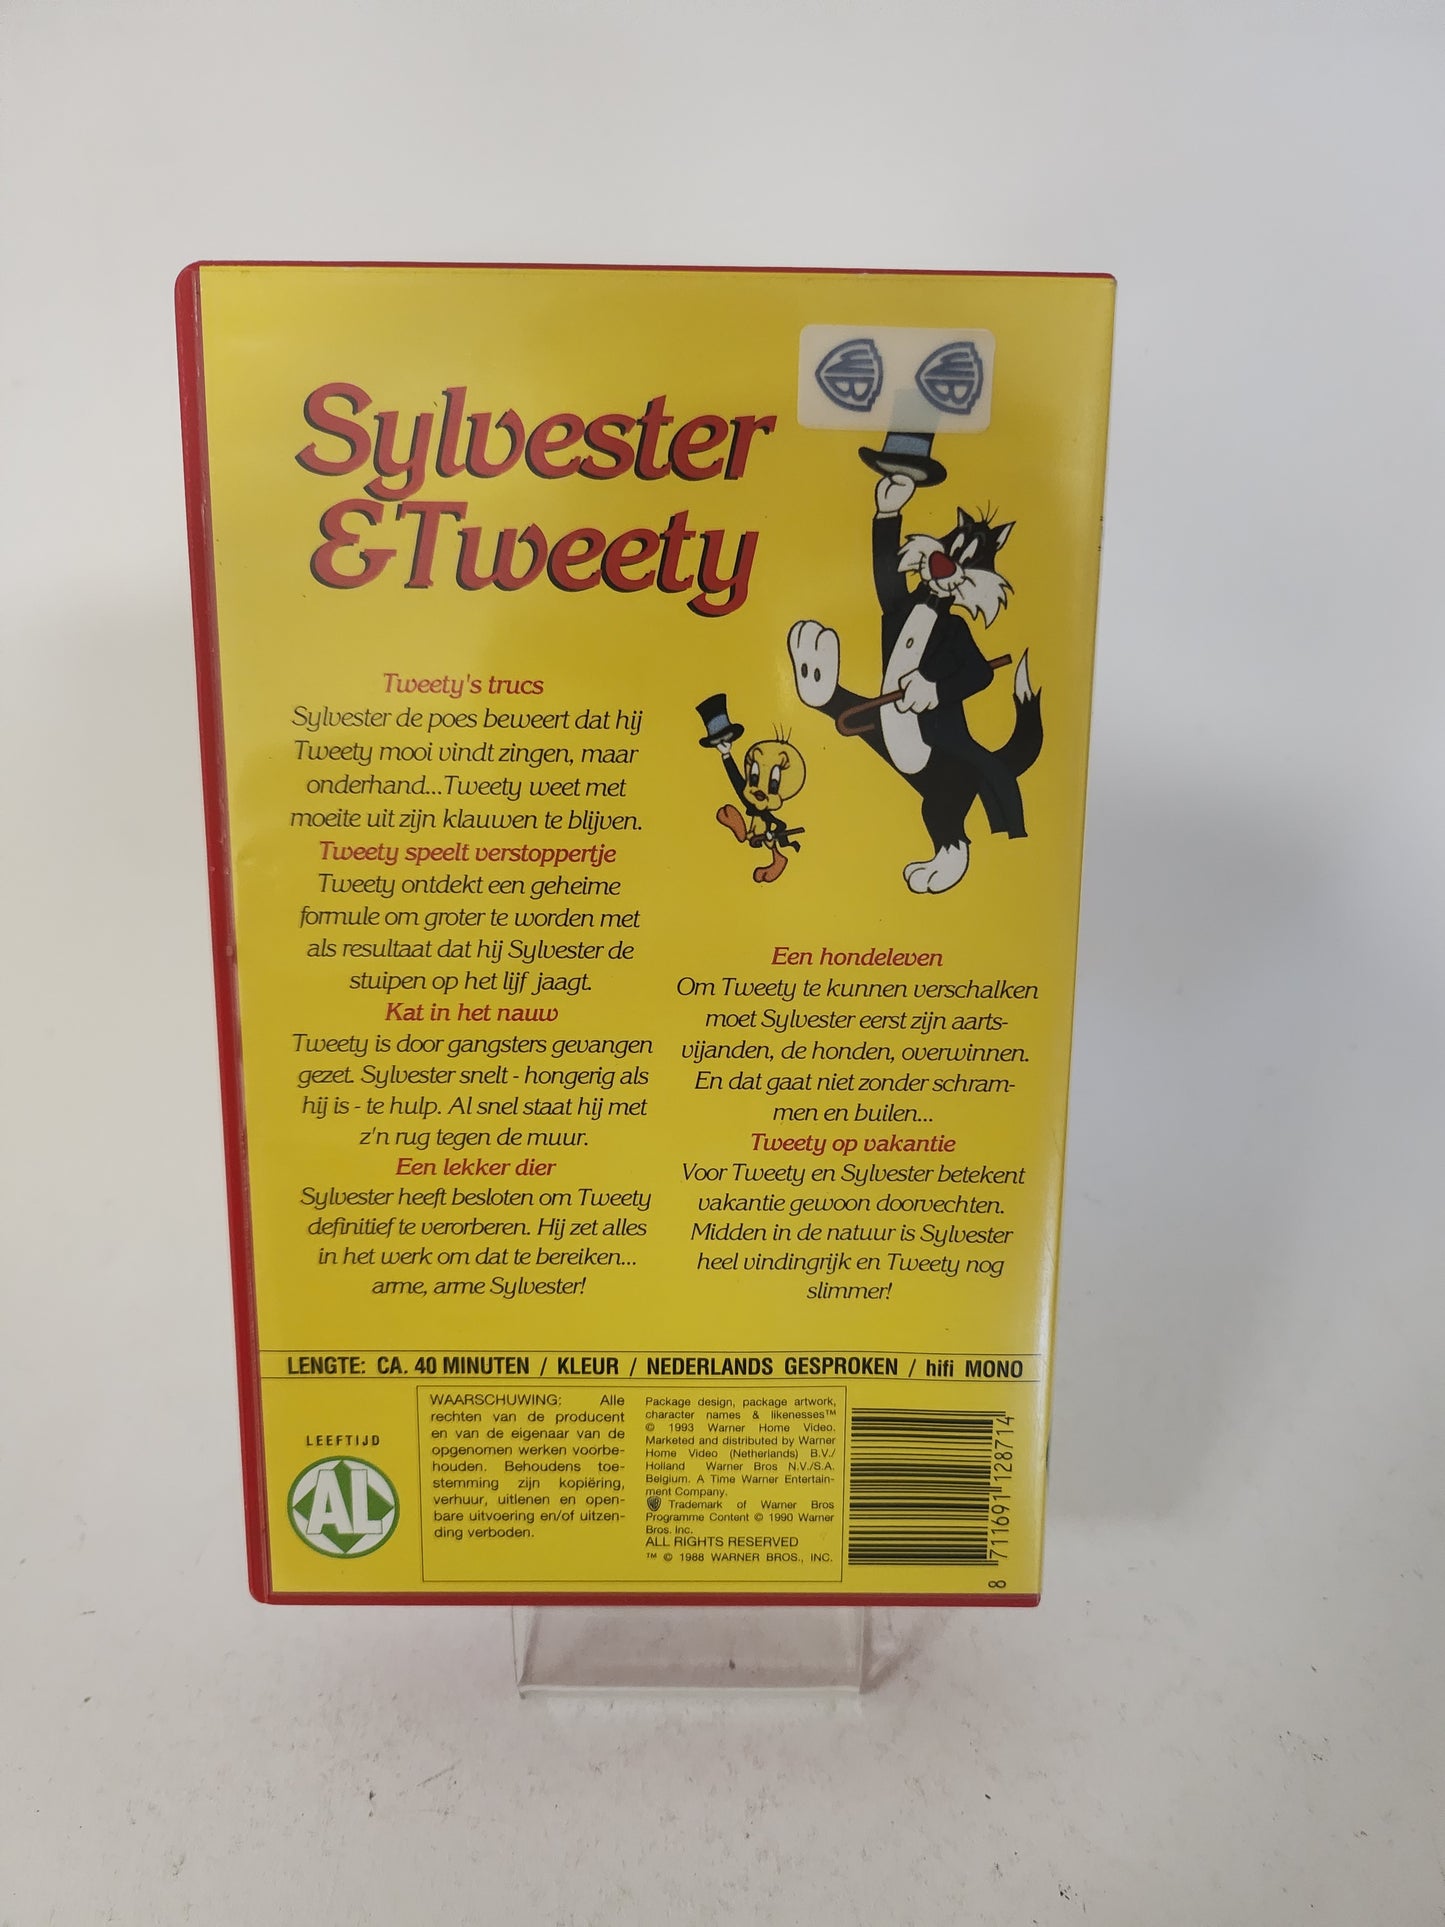 Sylvester
& Tweety
Tweety's trucs
Sylvester de poes beweert dat hij
Tweety mooi vindt zingen, maar
onderhand...Tweety weet met
moeite uit zijn klauwen te blijven.
Tweety speelt verstoppertje
Tweety ontdekt een geheime
formule om groter te worden met
als resultaat dat hij Sylvester de
stuipen op het lijf jaagt.
Kat in het nauw
Tweety is door gangsters gevangen
gezet. Sylvester snelt - hongerig als
hij is - te hulp. Al snel staat hij met
z'n rug tegen de muur.
Een lekker dier
Sylvester heeft besloten om Tweety
definitief te verorberen. Hij zet alles
in het werk om dat te bereiken...
arme, arme Sylvester!
Een hondeleven
Om Tweety te kunnen verschalken
moet Sylvester eerst zijn aarts-
vijanden, de honden, overwinnen.
En dat gaat niet zonder schram-
men en builen...
Tweety op vakantie
Voor Tweety en Sylvester betekent
vakantie gewoon doorvechten.
Midden in de natuur is Sylvester
heel vindingrijk en Tweety nog
slimmer!
LENGTE: CA. 40 MINUTEN / KLEUR / NEDERLANDS GESPROKEN / hifi MONO
LEEFTIJD
AL
WAARSCHUWING: Alle
rechten van de producent
en van de eigenaar van de
opgenomen werken voorbe-
houden. Behoudens toe-
stemming zijn kopiëring,
verhuur, uitlenen en open-
bare uitvoering en/of uitzen-
ding verboden.
Package design, package artwork,
character names & likenesses™
© 1993 Warner Home Video.
Marketed and distributed by Warner
Home Video (Netherlands) B.V./
Holland Warner Bros N.V./S.A.
Belgium. A Time Warner Entertain-
ment Company.
WB Trademark of Warner Bros
Programme Content © 1990 Warner
Bros. Inc.
ALL RIGHTS RESERVED
™ © 1988 WARNER BROS., INC.
8 711691 128714
WB
WB